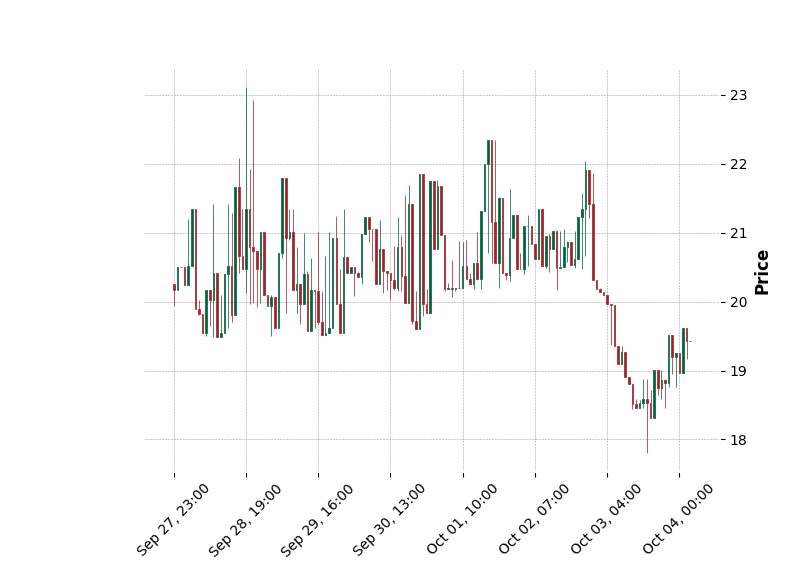 23
22
21
20
19
18
Price
Sep 27, 23:00
Sep 28, 19:00
Sep 29, 16:00
Sep 30, 13:00
Oct 01, 10:00
Oct 02, 07:00
Oct 03, 04:00
Oct 04, 00:00